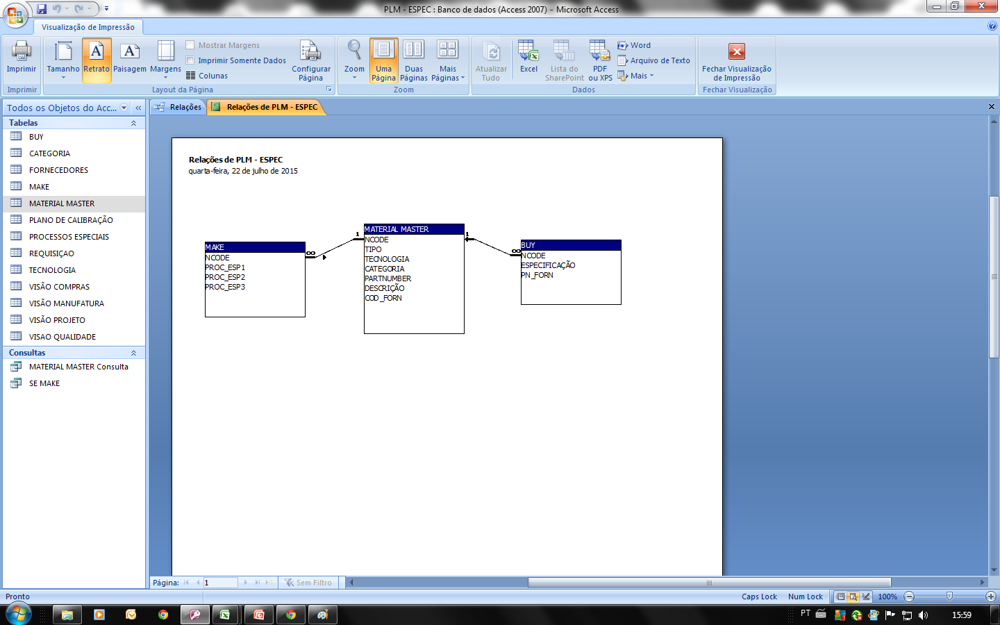 PLM - ESPEC : Banco de dados (Access 2007) - Microsoft Access
Visualização de Impressão
Imprimir
Tamanho
Retrato
Paisagem
Margens
Mostrar Margens
Imprimir Somente Dados
Colunas
Configurar Página
Zoom
Uma Página
Duas Páginas
Mais Páginas
Atualizar Tudo
Excel
Lista do SharePoint
PDF ou XPS
Word
Arquivo de Texto
Mais
Fechar Visualização de Impressão
Imprimir
Layout da Página
Zoom
Dados
Fechar Visualização
Todos os Objetos do Acc...
Relações
Relações de PLM - ESPEC
Tabelas
BUY
CATEGORIA
FORNECEDORES
MAKE
MATERIAL MASTER
PLANO DE CALIBRAÇÃO
PROCESSOS ESPECIAIS
REQUISIÇAO
TECNOLOGIA
VISÃO COMPRAS
VISÃO MANUFATURA
VISÃO PROJETO
VISAO QUALIDADE
Consultas
MATERIAL MASTER Consulta
SE MAKE
Relações de PLM - ESPEC
quarta-feira, 22 de julho de 2015
MAKE
NCODE
PROC_ESP1
PROC_ESP2
PROC_ESP3
∞
1
MATERIAL MASTER
NCODE
TIPO
TECNOLOGIA
CATEGORIA
PARTNUMBER
DESCRIÇÃO
COD_FORN
1
∞
BUY
NCODE
ESPECIFICAÇÃO
PN_FORN
Página:
1
Sem Filtro
Pronto
Caps Lock
Num Lock
100%
PT
15:59